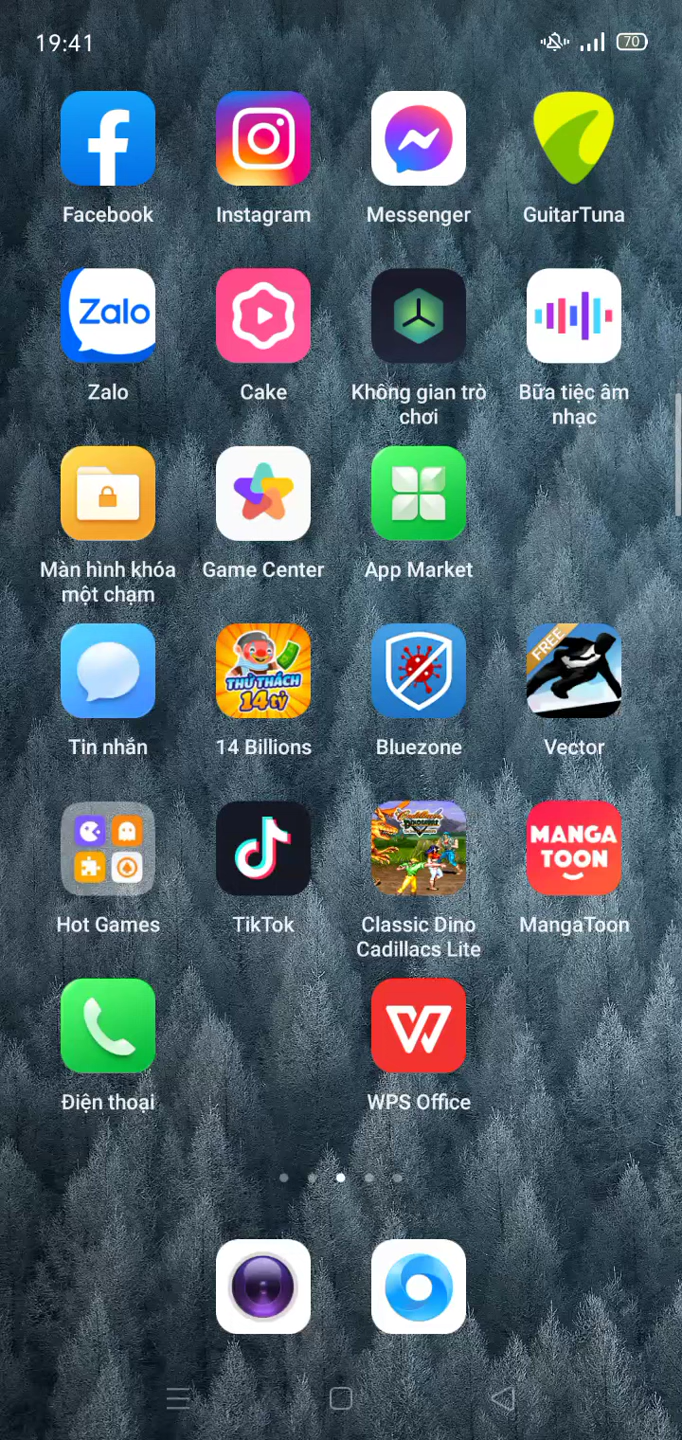 19:41
70
Facebook
Instagram
Messenger
GuitarTuna
Zalo
Zalo
Cake
Không gian trò
chơi
Bữa tiệc âm
nhạc
Màn hình khóa
một chạm
Game Center
App Market
THỬ THÁCH
14 tỷ
FREE
Tin nhắn
14 Billions
Bluezone
Vector
Cadillacs
DINOSAURS
MANGA
TOON
Hot Games
TikTok
Classic Dino
Cadillacs Lite
MangaToon
W
Điện thoại
WPS Office